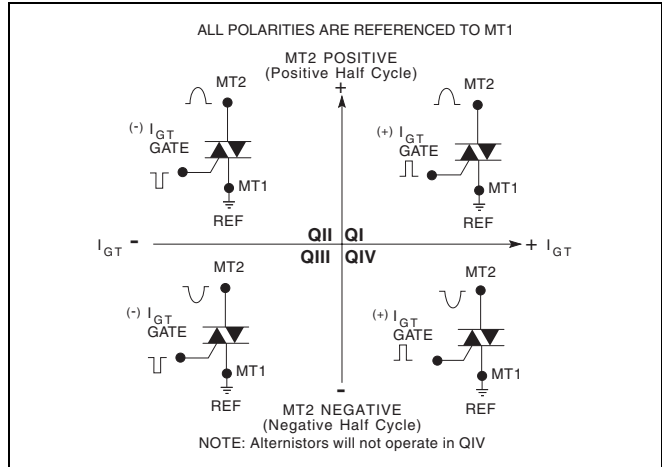 ALL POLARITIES ARE REFERENCED TO MT1
MT2 POSITIVE
(Positive Half Cycle)
+
MT2
(-) IGT
GATE
MT1
REF
MT2
(+) IGT
GATE
MT1
REF
IGT -
QII QI
+ IGT
QIII QIV
MT2
(-) IGT
GATE
MT1
REF
MT2
(+) IGT
GATE
MT1
REF
-
MT2 NEGATIVE
(Negative Half Cycle)
NOTE: Alternistors will not operate in QIV